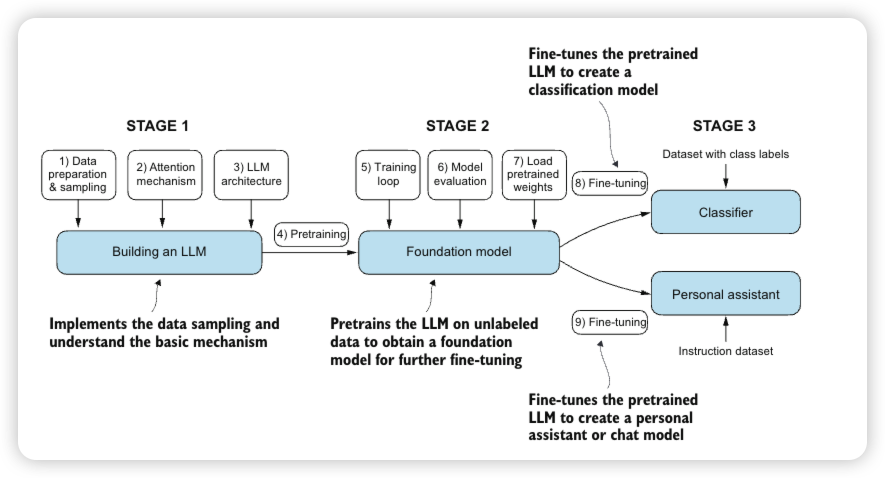 Fine-tunes the pretrained
LLM to create a
classification model
STAGE 1
STAGE 2
STAGE 3
1) Data
preparation
& sampling
2) Attention
mechanism
3) LLM
architecture
5) Training
loop
6) Model
evaluation
7) Load
pretrained
weights
8) Fine-tuning
Dataset with class labels
Classifier
4) Pretraining
Building an LLM
Foundation model
Personal assistant
Implements the data sampling and
understand the basic mechanism
Pretrains the LLM on unlabeled
data to obtain a foundation
model for further fine-tuning
9) Fine-tuning
Instruction dataset
Fine-tunes the pretrained
LLM to create a personal
assistant or chat model